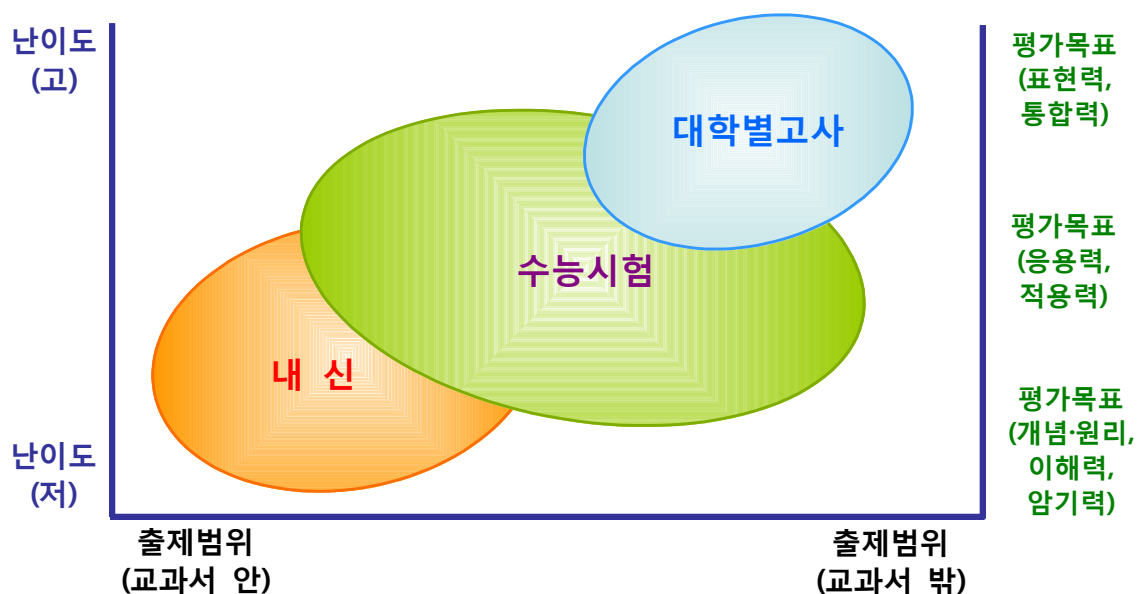 난이도
(고)
평가목표
(표현력,
통합력)
대학별고사
평가목표
(응용력,
적용력)
수능시험
내 신
평가목표
(개념·원리,
이해력,
암기력)
난이도
(저)
출제범위
(교과서 안)
출제범위
(교과서 밖)